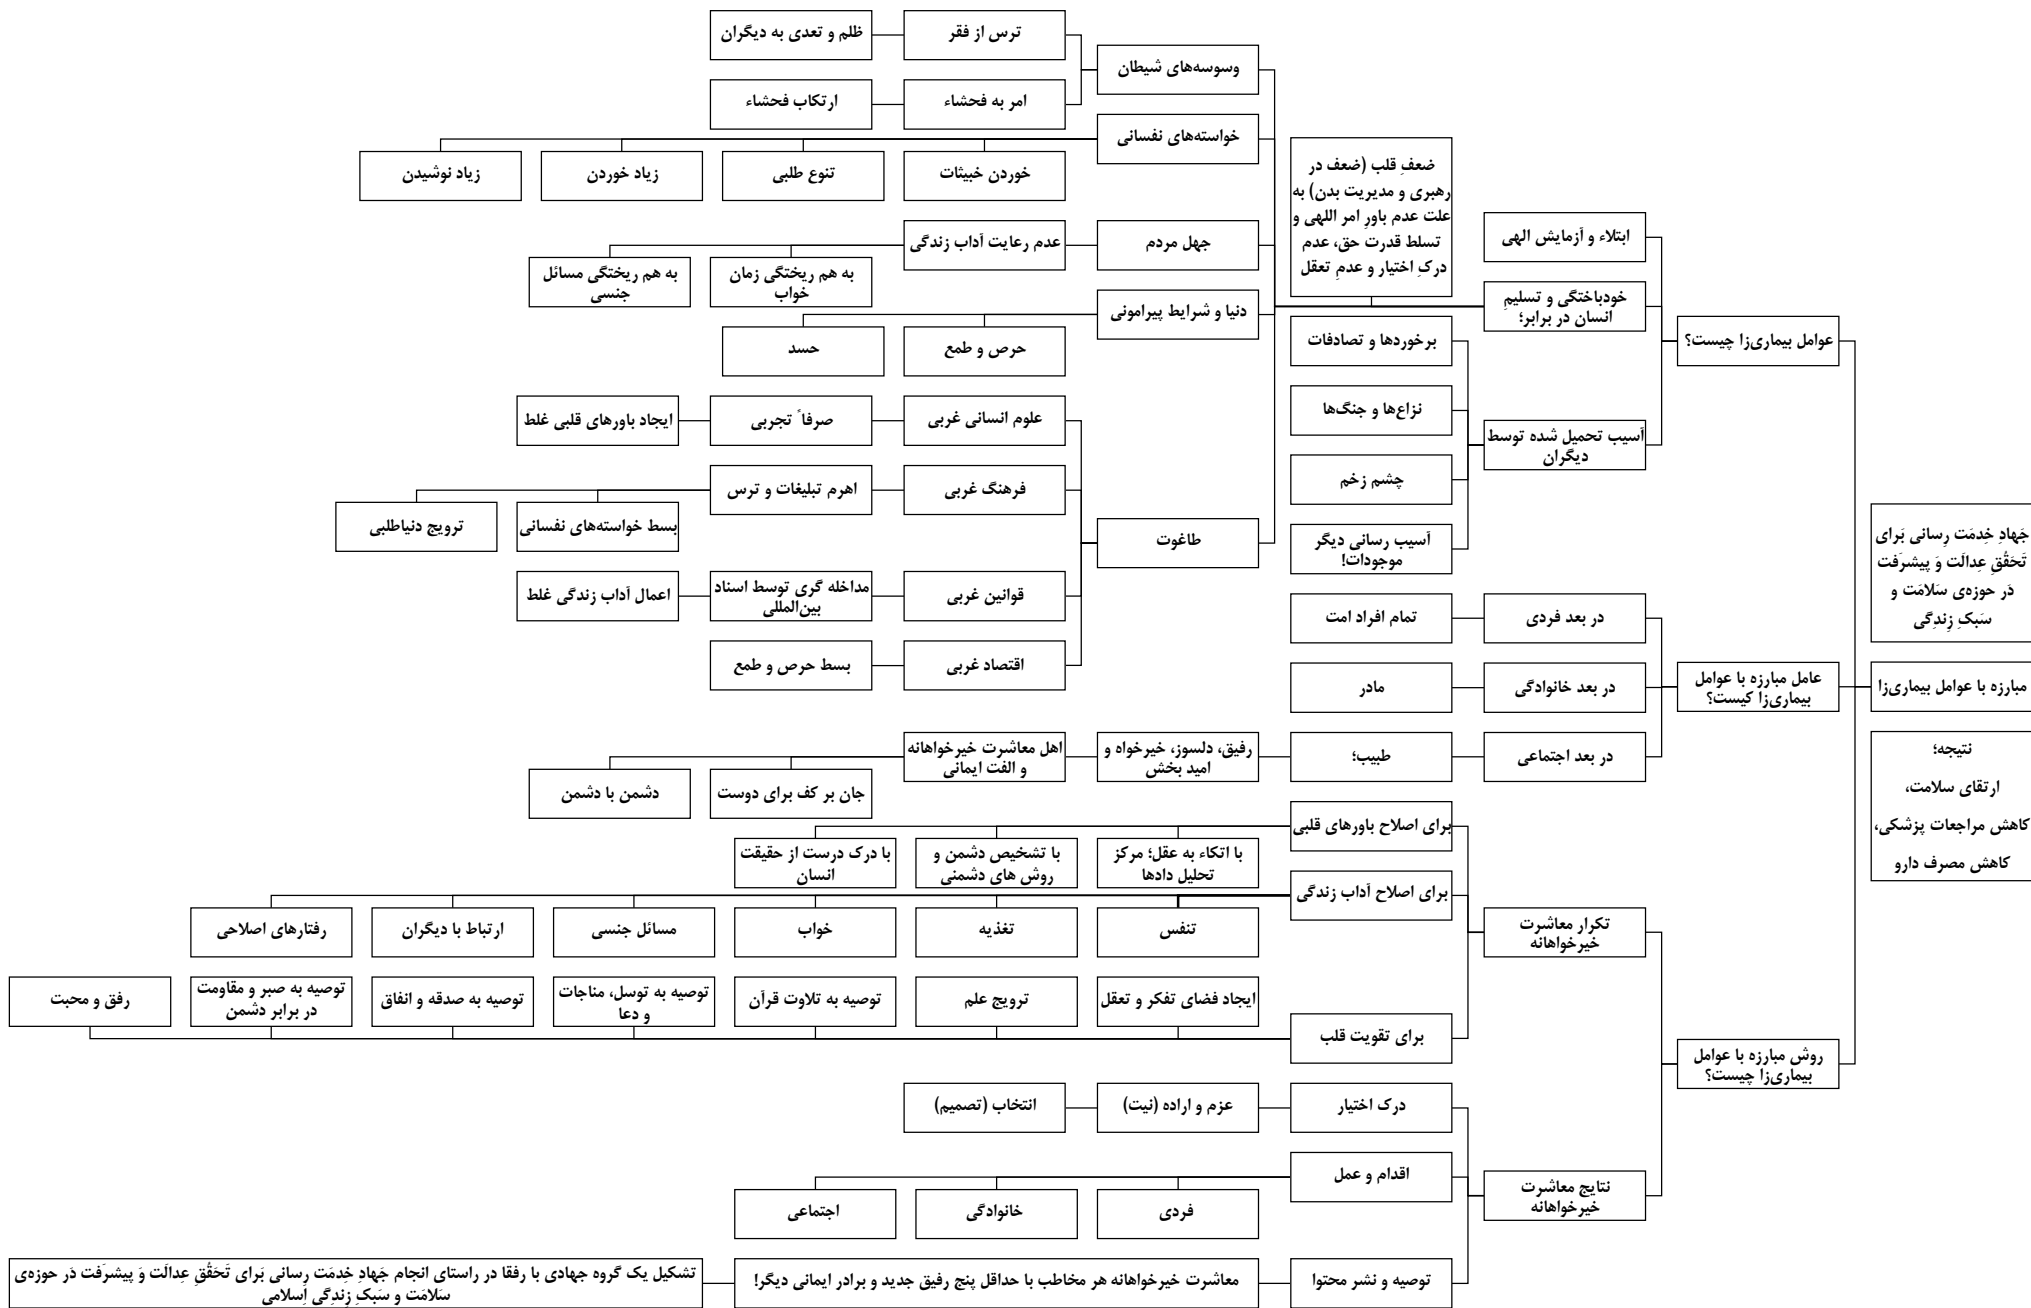 جَهادِ خِدمَت رِسانی بَرای
تَحَقُّقِ عِدالَت وَ پیشرَفت
دَر حوزه‌ی سَلامَت و
سَبکِ زِندِگی
مبارزه با عوامل بیماری‌زا
نتیجه؛
ارتقای سلامت،
کاهش مراجعات پزشکی،
کاهش مصرف دارو
عوامل بیماری‌زا چیست؟
ابتلاء و آزمایش الهی
خودباختگی و تسلیمِ
انسان در برابر؛
ضعفِ قلب (ضعف در
رهبری و مدیریت بدن) به
علت عدم باورِ امر اللهی و
تسلط قدرت حق، عدم
درکِ اختیار و عدمِ تعقل
وسوسه‌های شیطان
ترس از فقر
ظلم و تعدی به دیگران
امر به فحشاء
ارتکاب فحشاء
خواسته‌های نفسانی
خوردن خبیثات
تنوع طلبی
زیاد خوردن
زیاد نوشیدن
جهل مردم
عدم رعایت آداب زندگی
به هم ریختگی زمان
خواب
به هم ریختگی مسائل
جنسی
دنیا و شرایط پیرامونی
حرص و طمع
حسد
طاغوت
علوم انسانی غربی
صرفاً تجربی
ایجاد باورهای قلبی غلط
فرهنگ غربی
اهرم تبلیغات و ترس
بسط خواسته‌های نفسانی
ترویج دنیاطلبی
قوانین غربی
مداخله گری توسط اسناد
بین‌المللی
اعمال آداب زندگی غلط
اقتصاد غربی
بسط حرص و طمع
آسیب تحمیل شده توسط
دیگران
برخوردها و تصادفات
نزاع‌ها و جنگ‌ها
چشم زخم
آسیب رسانی دیگر
موجودات!
عامل مبارزه با عوامل
بیماری‌زا کیست؟
در بعد فردی
تمام افراد امت
در بعد خانوادگی
مادر
در بعد اجتماعی
طبیب؛
رفیق، دلسوز، خیرخواه و
امید بخش
اهل معاشرت خیرخواهانه
و الفت ایمانی
جان بر کف برای دوست
دشمن با دشمن
روش مبارزه با عوامل
بیماری‌زا چیست؟
تکرار معاشرت
خیرخواهانه
برای اصلاح باورهای قلبی
با اتکاء به عقل؛ مرکز
تحلیل دادها
با تشخیص دشمن و
روش های دشمنی
با درک درست از حقیقت
انسان
برای اصلاح آداب زندگی
تنفس
تغذیه
خواب
مسائل جنسی
ارتباط با دیگران
رفتارهای اصلاحی
برای تقویت قلب
ایجاد فضای تفکر و تعقل
ترویج علم
توصیه به تلاوت قرآن
توصیه به توسل، مناجات
و دعا
توصیه به صدقه و انفاق
توصیه به صبر و مقاومت
در برابر دشمن
رفق و محبت
نتایج معاشرت
خیرخواهانه
درک اختیار
عزم و اراده (نیت)
انتخاب (تصمیم)
اقدام و عمل
فردی
خانوادگی
اجتماعی
توصیه و نشر محتوا
معاشرت خیرخواهانه هر مخاطب با حداقل پنج رفیق جدید و برادر ایمانی دیگر!
تشکیل یک گروه جهادی با رفقا در راستای انجام جَهادِ خِدمَت رِسانی بَرای تَحَقُّقِ عِدالَت وَ پیشرَفت دَر حوزه‌ی
سَلامَت و سَبکِ زِندِگی اِسلامی